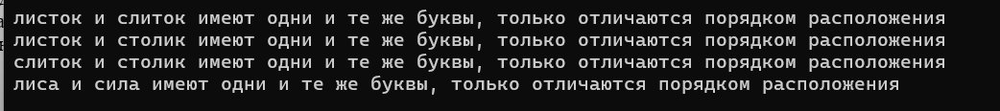 листок и слиток имеют одни и те же буквы, только отличаются порядком расположения
листок и столик имеют одни и те же буквы, только отличаются порядком расположения
слиток и столик имеют одни и те же буквы, только отличаются порядком расположения
лиса и сила имеют одни и те же буквы, только отличаются порядком расположения